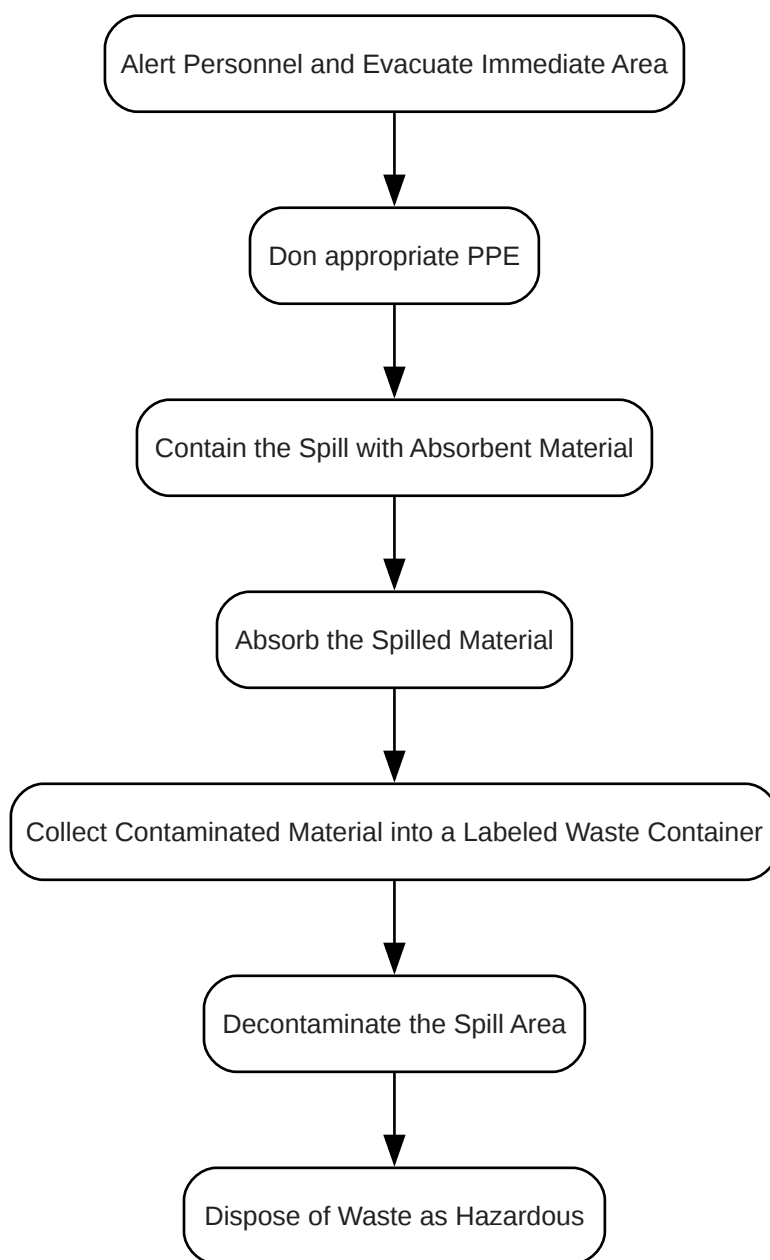 Alert Personnel and Evacuate Immediate Area
Don appropriate PPE
Contain the Spill with Absorbent Material
Absorb the Spilled Material
Collect Contaminated Material into a Labeled Waste Container
Decontaminate the Spill Area
Dispose of Waste as Hazardous